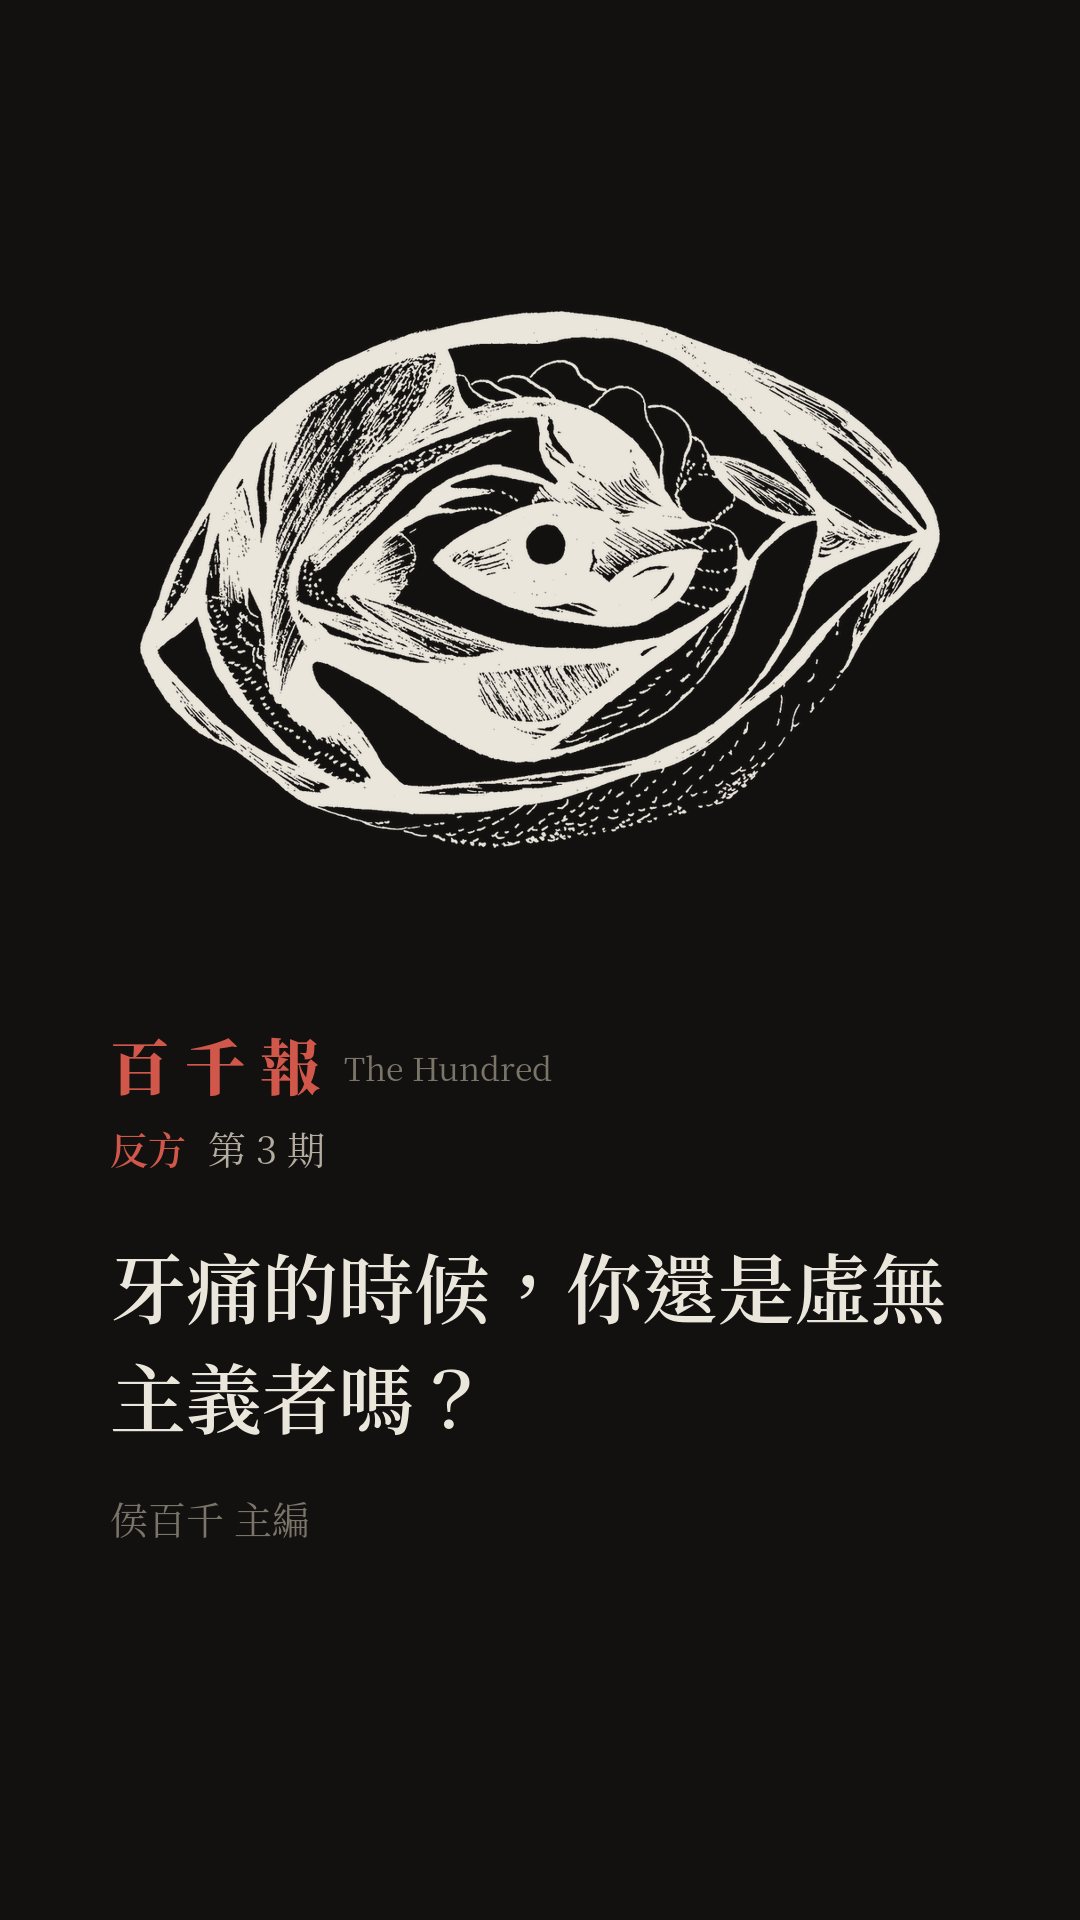 百千報 The Hundred
反方 第 3 期
牙痛的時候，你還是虛無
主義者嗎？
侯百千 主編